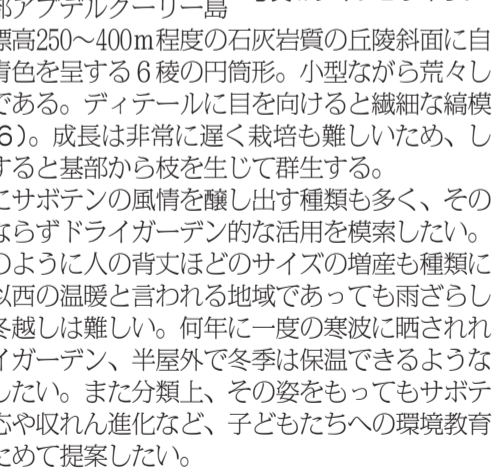 部アブデルクーリー島
標高250〜400m程度の石灰岩質の丘陵斜面に自
青色を呈する６稜の円筒形。小型ながら荒々し
である。ディテールに目を向けると繊細な縞模
6）。成長は非常に遅く栽培も難しいため、し
すると基部から枝を生じて群生する。
にサボテンの風情を醸し出す種類も多く、その
ならずドライガーデン的な活用を模索したい。
のように人の背丈ほどのサイズの増産も種類に
以西の温暖と言われる地域であっても雨ざらし
冬越しは難しい。何年に一度の寒波に晒されれ
イガーデン、半屋外で冬季は保温できるような
したい。また分類上、その姿をもってもサボテ
応や収れん進化など、子どもたちへの環境教育
ためて提案したい。